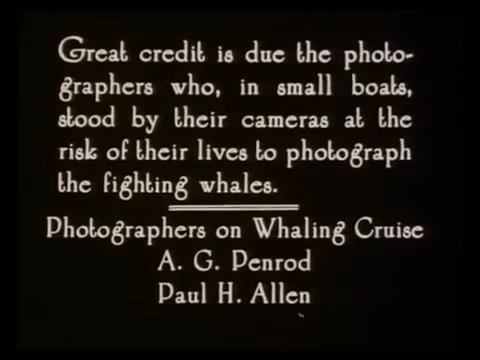 Great credit is due the photo-
graphers who, in small boats,
stood by their cameras at the
risk of their lives to photograph
the fighting whales.
Photographers on Whaling Cruise
A. G. Penrod
Paul H. Allen